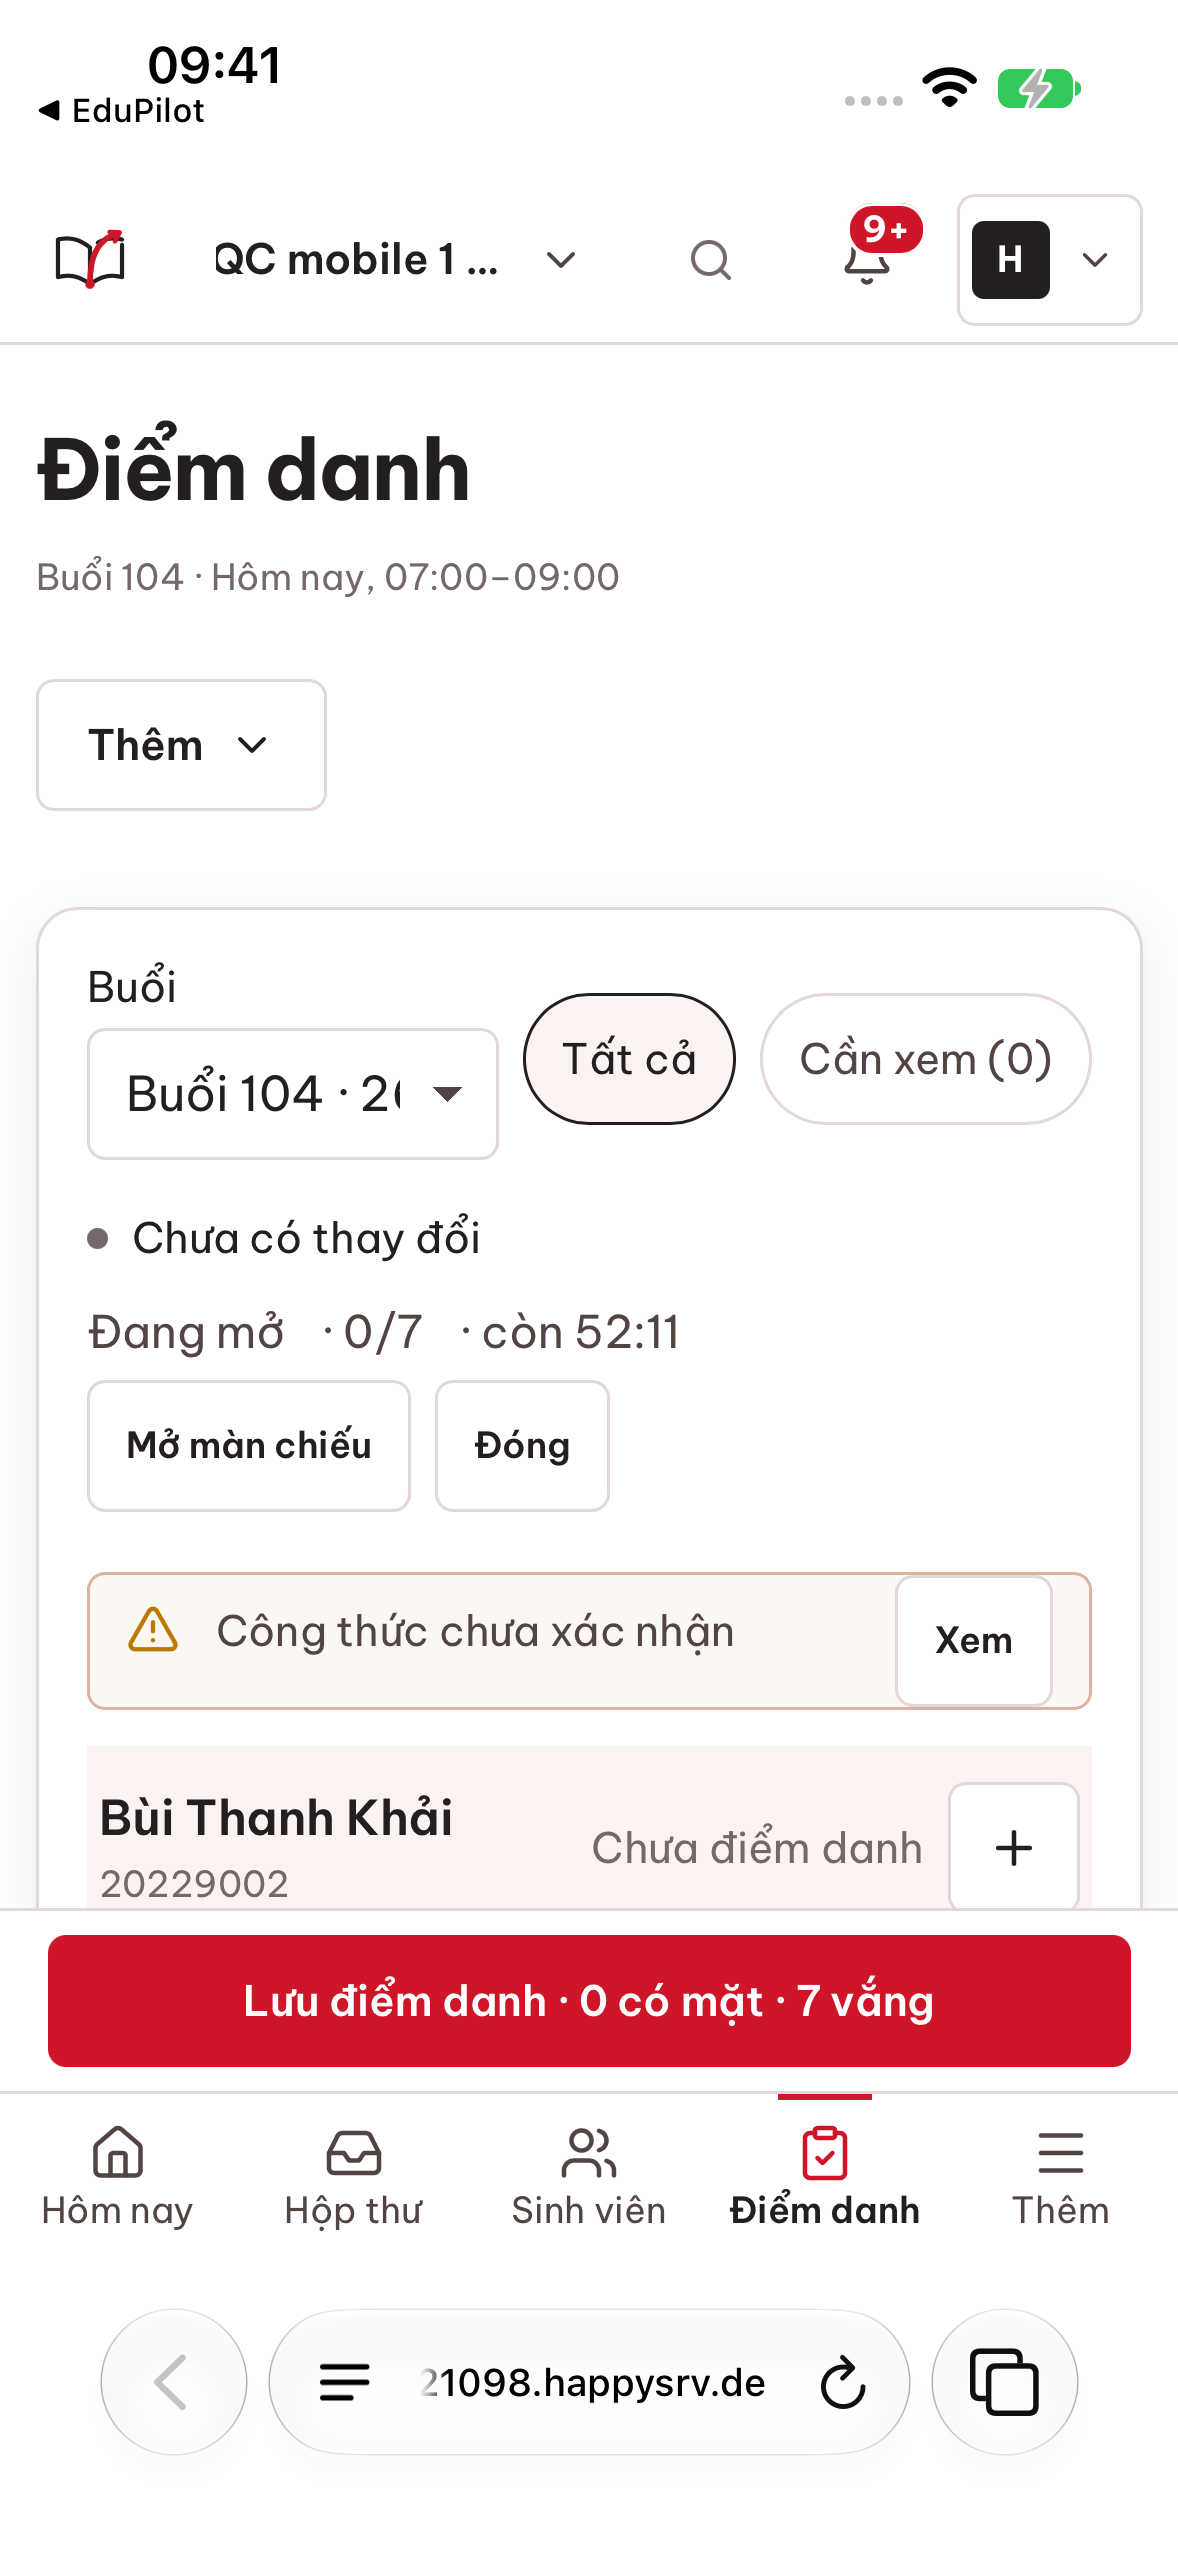 09:41
EduPilot
QC mobile 1 ...
9+
H
Điểm danh
Buổi 104 · Hôm nay, 07:00–09:00
Thêm
Buổi
Buổi 104 · 2
Tất cả
Cần xem (0)
Chưa có thay đổi
Đang mở · 0/7 · còn 52:11
Mở màn chiếu
Đóng
Công thức chưa xác nhận
Xem
Bùi Thanh Khải
20229002
Chưa điểm danh
Lưu điểm danh · 0 có mặt · 7 vắng
Hôm nay
Hộp thư
Sinh viên
Điểm danh
Thêm
21098.happysrv.de